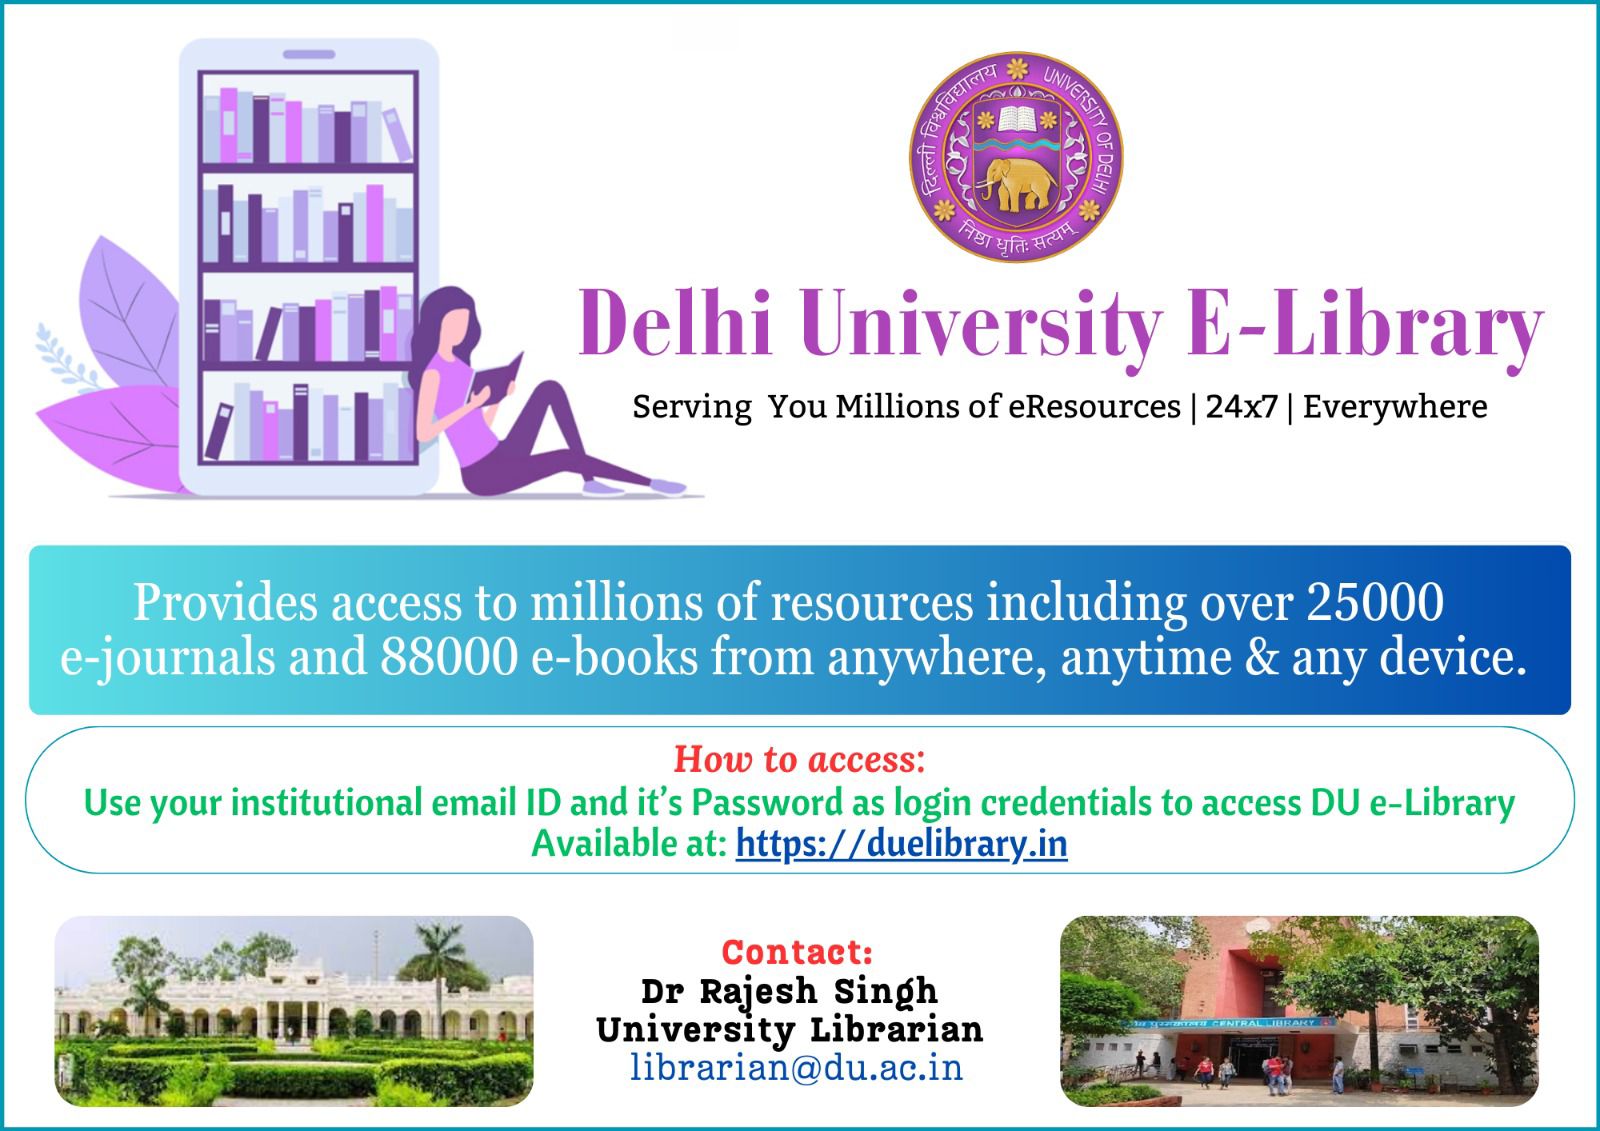 दिल्ली विश्वविद्यालय
UNIVERSITY OF DELHI
निष्ठा धृतिः सत्यम्
Delhi University E-Library
Serving You Millions of eResources | 24x7 | Everywhere
Provides access to millions of resources including over 25000
e-journals and 88000 e-books from anywhere, anytime & any device.
How to access:
Use your institutional email ID and it's Password as login credentials to access DU e-Library
Available at: https://duelibrary.in
Contact:
Dr Rajesh Singh
University Librarian
librarian@du.ac.in
पुस्तकालय CENTRAL LIBRARY